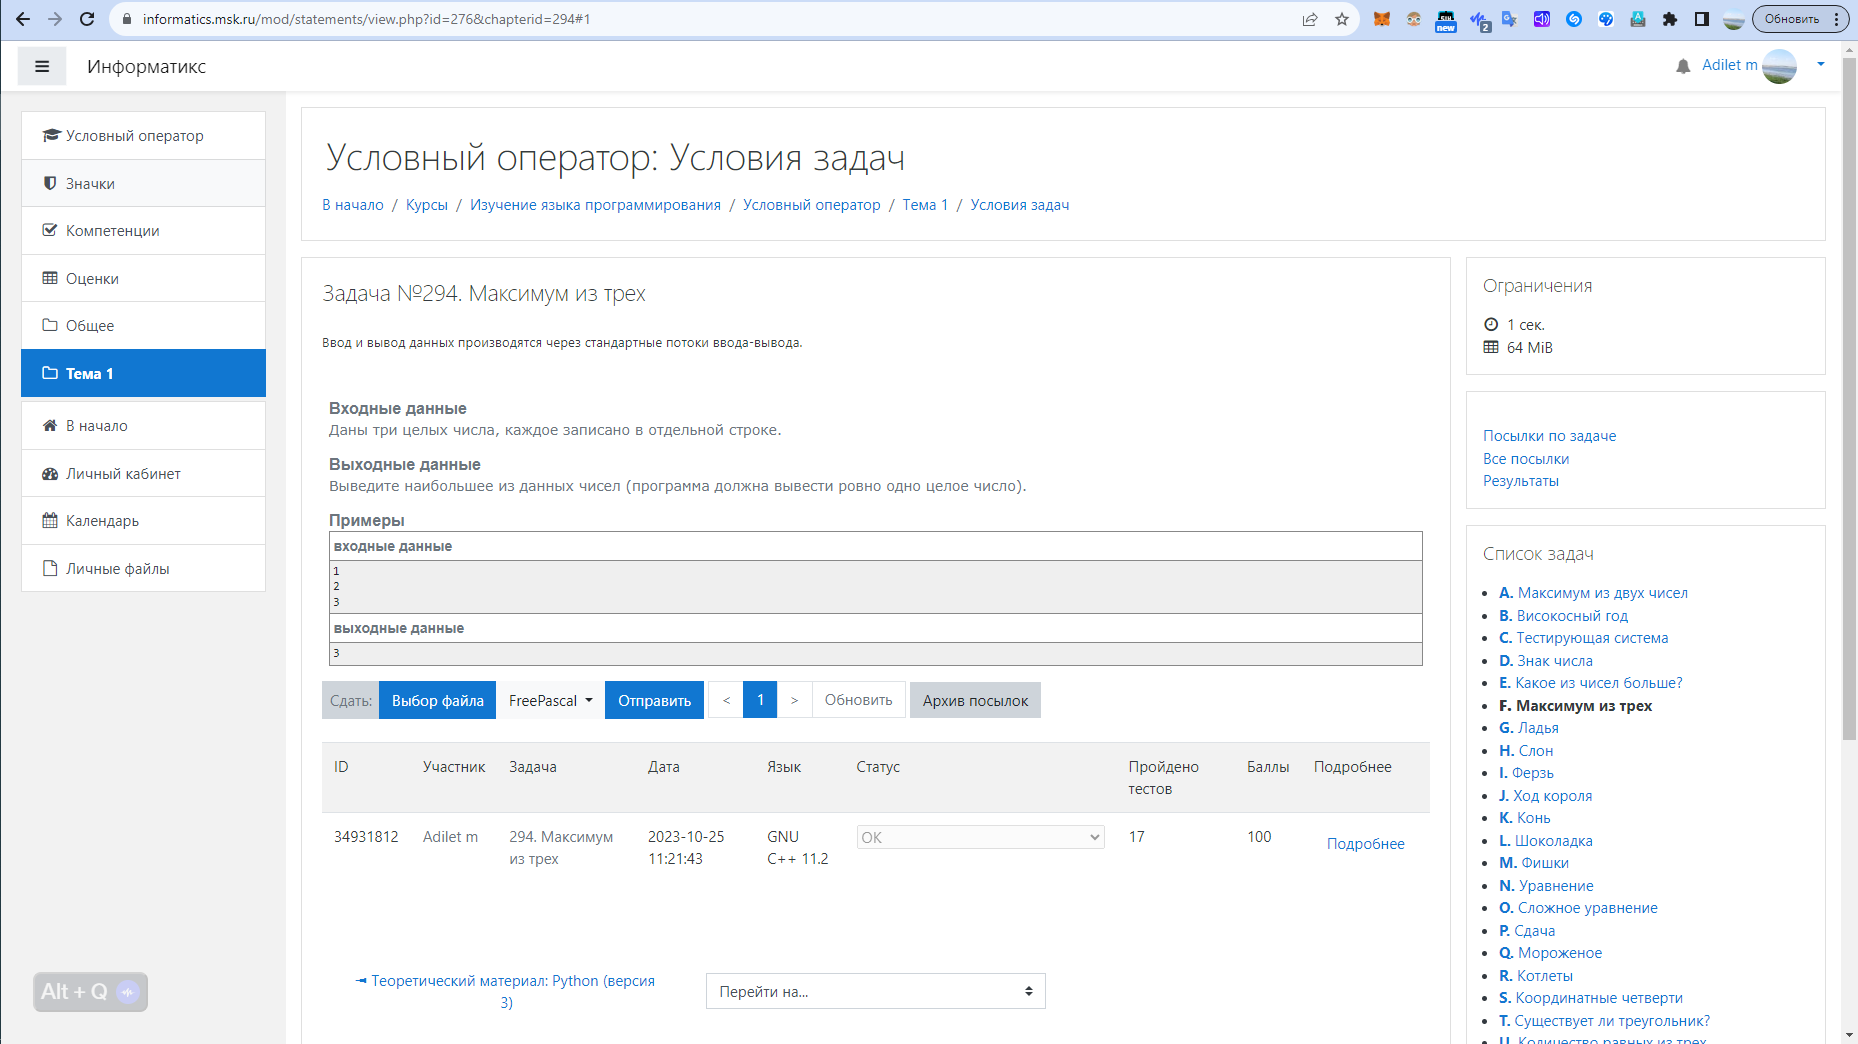 informatics.msk.ru/mod/statements/view.php?id=276&chapterid=294#1
new
2
Обновить
Информатикс
Adilet m
Условный оператор
Значки
Компетенции
Оценки
Общее
Тема 1
В начало
Личный кабинет
Календарь
Личные файлы
Условный оператор: Условия задач
В начало / Курсы / Изучение языка программирования / Условный оператор / Тема 1 / Условия задач
Задача №294. Максимум из трех
Ввод и вывод данных производятся через стандартные потоки ввода-вывода.
Входные данные
Даны три целых числа, каждое записано в отдельной строке.
Выходные данные
Выведите наибольшее из данных чисел (программа должна вывести ровно одно целое число).
Примеры
входные данные
1
2
3
выходные данные
3
Сдать: Выбор файла FreePascal Отправить < 1 > Обновить Архив посылок
ID Участник Задача Дата Язык Статус Пройдено тестов Баллы Подробнее
34931812 Adilet m 294. Максимум из трех 2023-10-25 11:21:43 GNU C++ 11.2 OK 17 100 Подробнее
Теоретический материал: Python (версия
3)
Перейти на...
Alt + Q
Ограничения
1 сек.
64 MiB
Посылки по задаче
Все посылки
Результаты
Список задач
A. Максимум из двух чисел
B. Високосный год
C. Тестирующая система
D. Знак числа
E. Какое из чисел больше?
F. Максимум из трех
G. Ладья
H. Слон
I. Ферзь
J. Ход короля
K. Конь
L. Шоколадка
M. Фишки
N. Уравнение
O. Сложное уравнение
P. Сдача
Q. Мороженое
R. Котлеты
S. Координатные четверти
T. Существует ли треугольник?
U. Количество равных из трех